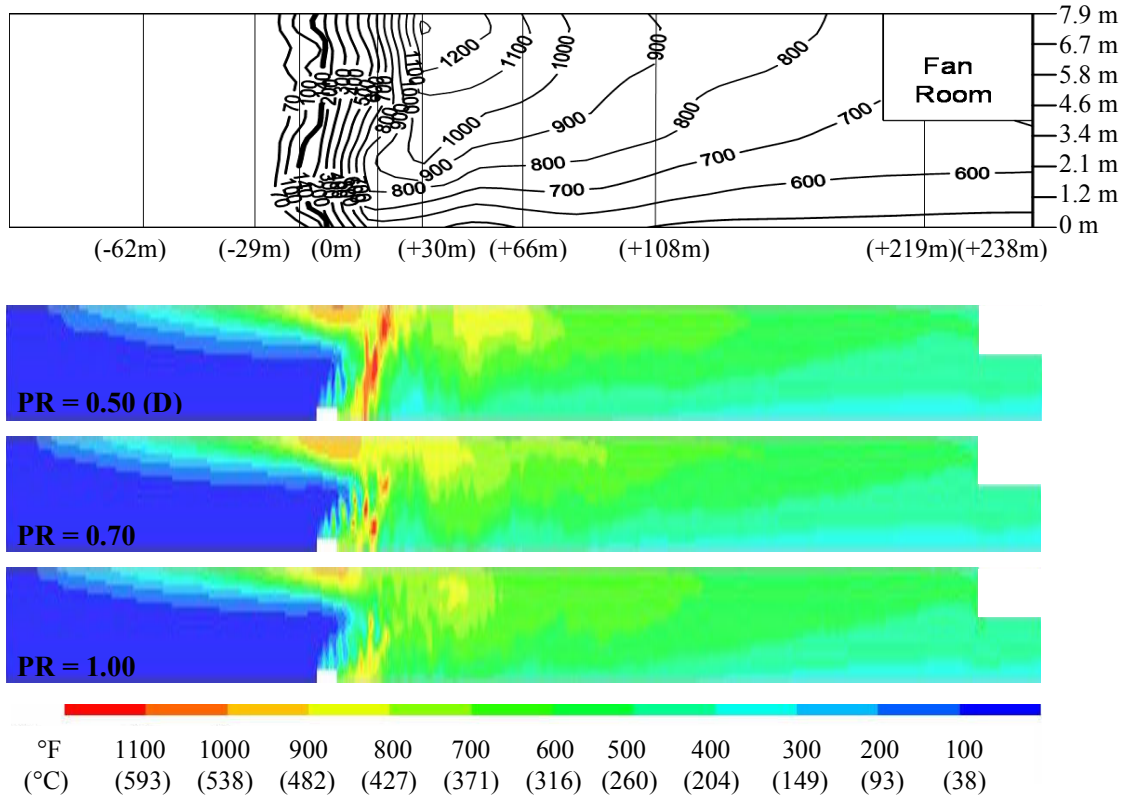 7.9 m
6.7 m
5.8 m
4.6 m
3.4 m
2.1 m
1.2 m
0 m
Fan
Room
1200
1100
1000
900
800
1000
900
800
700
900
800
700
600
600
800
700
(-62m) (-29m) (0m) (+30m) (+66m) (+108m) (+219m)(+238m)
PR = 0.50 (D)
PR = 0.70
PR = 1.00
°F 1100 1000 900 800 700 600 500 400 300 200 100
(°C) (593) (538) (482) (427) (371) (316) (260) (204) (149) (93) (38)